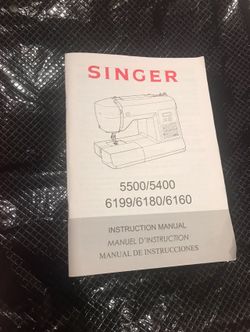 SINGER
5500/5400
6199/6180/6160
INSTRUCTION MANUAL
MANUEL D'INSTRUCTION
MANUAL DE INSTRUCCIONES